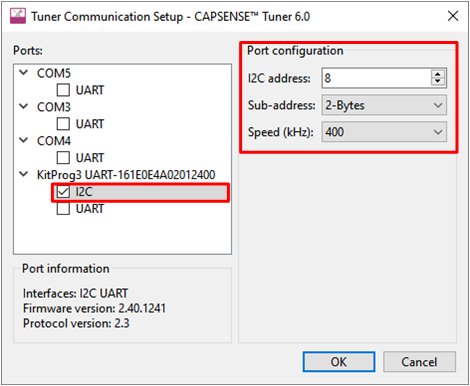 Tuner Communication Setup - CAPSENSE™ Tuner 6.0
Ports:
COM5
UART
COM3
UART
COM4
UART
KitProg3 UART-161E0E4A02012400
I2C
UART
Port configuration
I2C address: 8
Sub-address: 2-Bytes
Speed (kHz): 400
Port information
Interfaces: I2C UART
Firmware version: 2.40.1241
Protocol version: 2.3
OK
Cancel